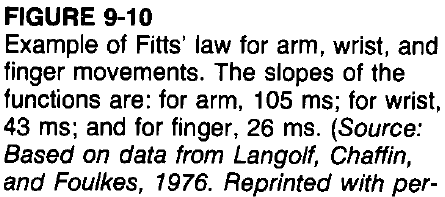 FIGURE 9-10
Example of Fitts' law for arm, wrist, and
finger movements. The slopes of the
functions are: for arm, 105 ms; for wrist,
43 ms; and for finger, 26 ms. (Source:
Based on data from Langolf, Chaffin,
and Foulkes, 1976. Reprinted with per-